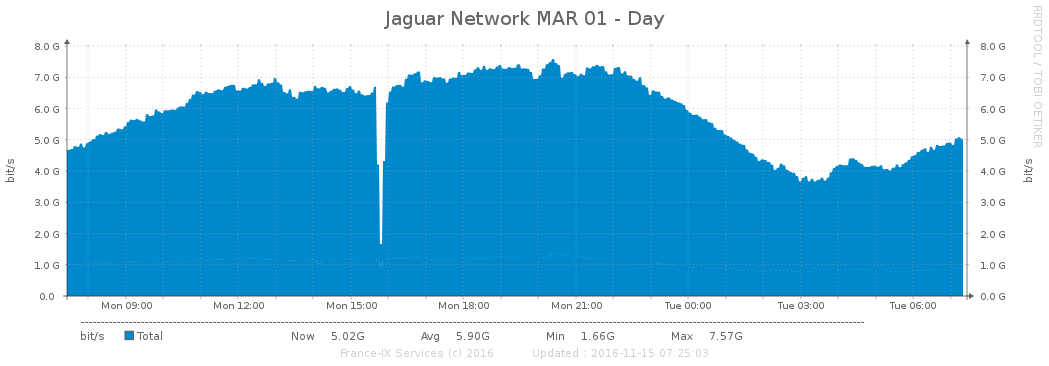 Jaguar Network MAR 01 - Day
RRDTOOL / TOBI OETIKER
bit/s
8.0 G 8.0 G
7.0 G 7.0 G
6.0 G 6.0 G
5.0 G 5.0 G
4.0 G 4.0 G
3.0 G 3.0 G
2.0 G 2.0 G
1.0 G 1.0 G
0.0 0.0 G
bit/s
Mon 09:00 Mon 12:00 Mon 15:00 Mon 18:00 Mon 21:00 Tue 00:00 Tue 03:00 Tue 06:00
bit/s Total Now 5.02G Avg 5.90G Min 1.66G Max 7.57G
France-IX Services (c) 2016 Updated : 2016-11-15 07:25:03